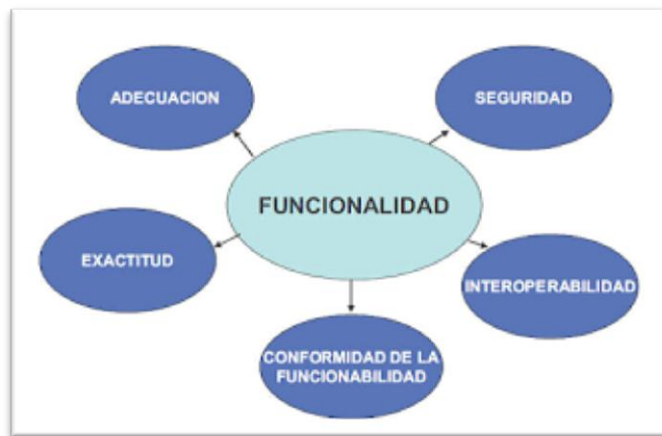 ADECUACION
SEGURIDAD
FUNCIONALIDAD
EXACTITUD
INTEROPERABILIDAD
CONFORMIDAD DE LA
FUNCIONABILIDAD